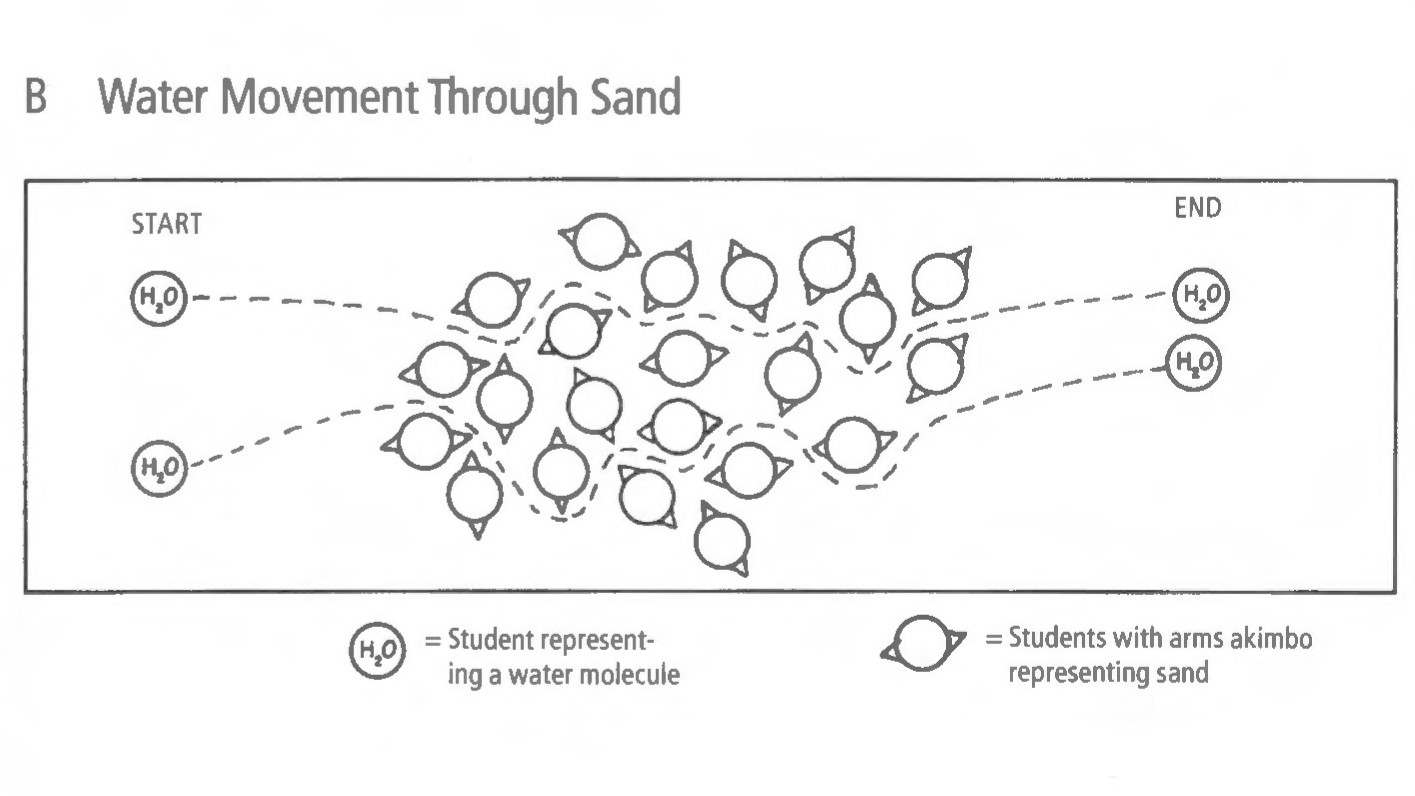 B Water Movement Through Sand
START
END
H₂O
H₂O
H₂O
H₂O
H₂O = Student represent-
ing a water molecule
= Students with arms akimbo
representing sand